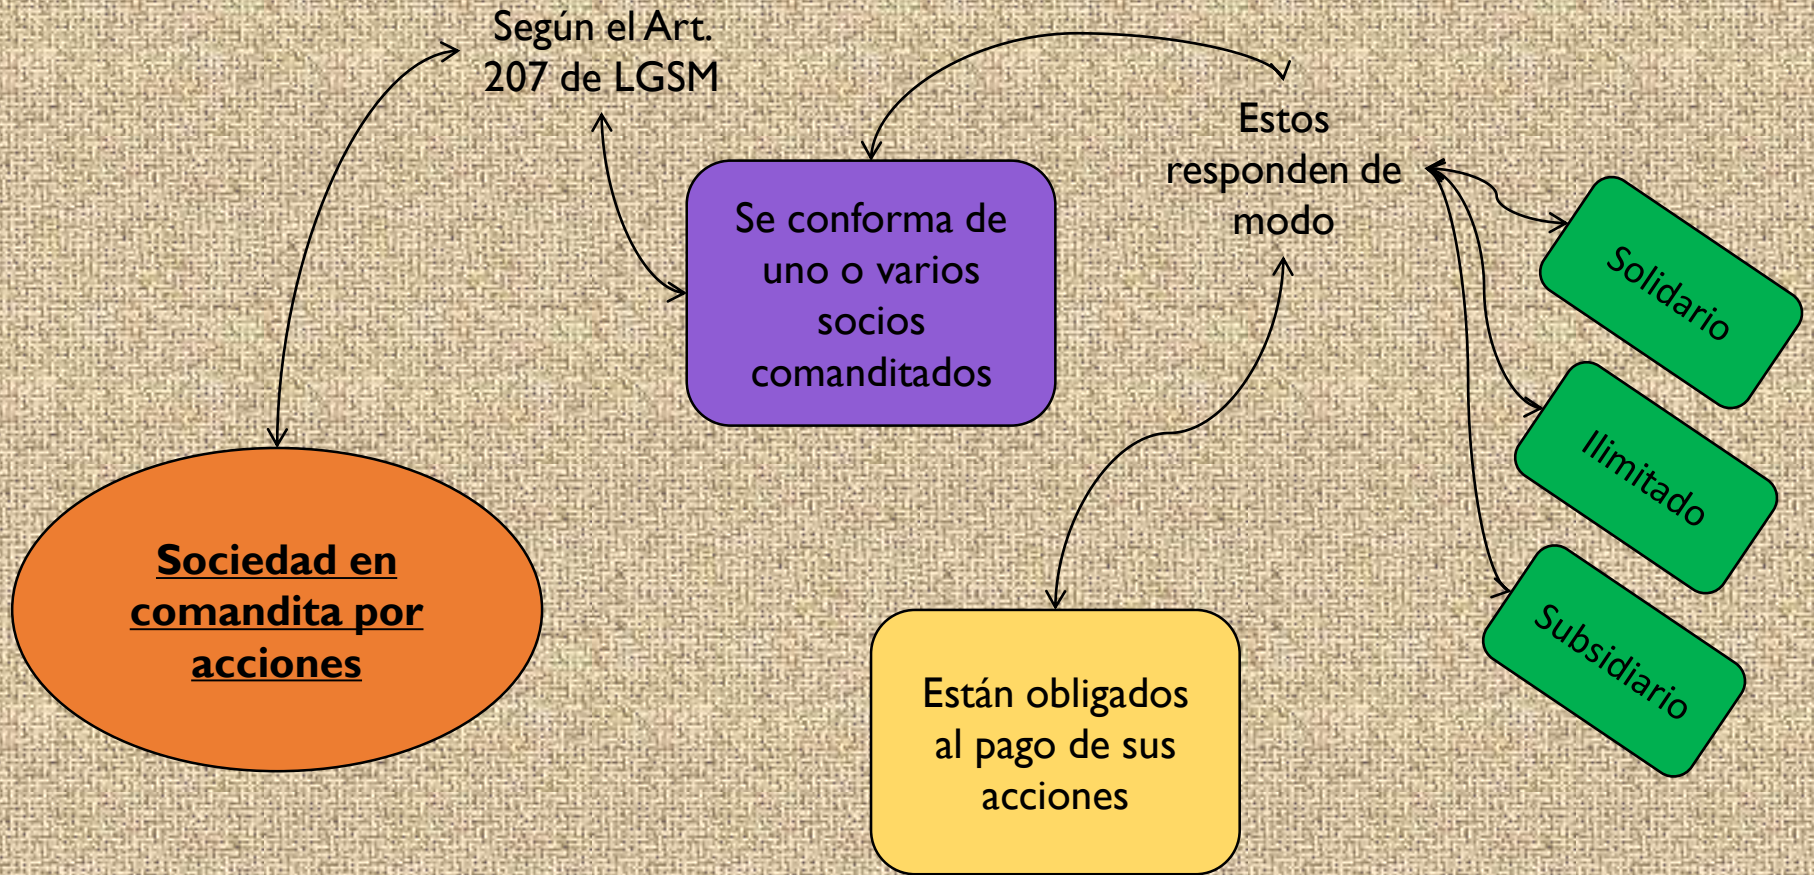 Según el Art.
207 de LGSM
Estos
responden de
modo
Se conforma de
uno o varios
socios
comanditados
Solidario
Ilimitado
Subsidiario
Sociedad en
comandita por
acciones
Están obligados
al pago de sus
acciones